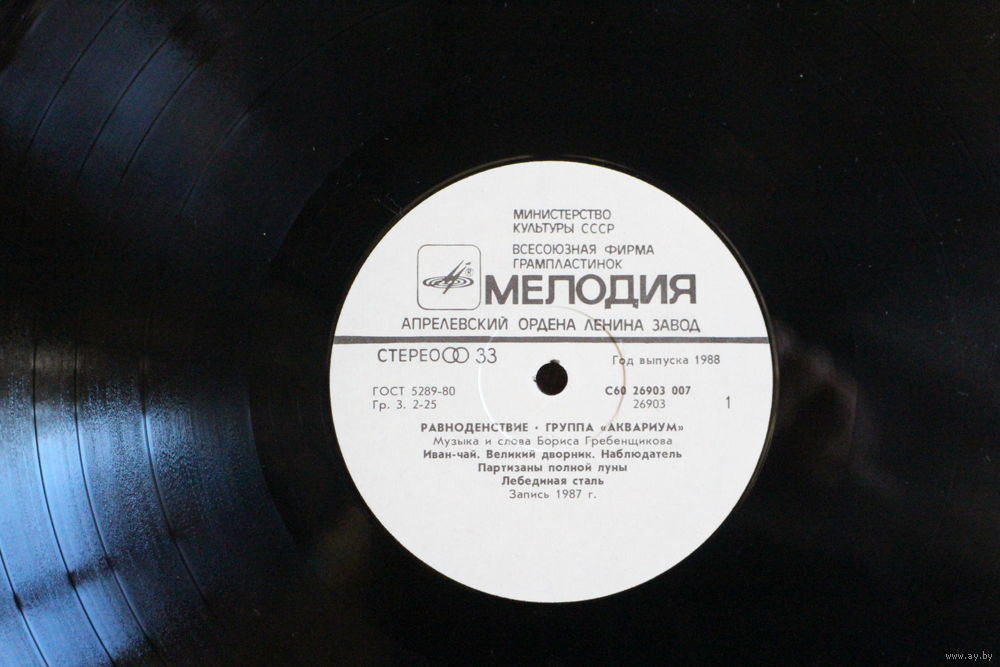 МИНИСТЕРСТВО
КУЛЬТУРЫ СССР
ВСЕСОЮЗНАЯ ФИРМА
ГРАМПЛАСТИНОК
®
МЕЛОДИЯ
АПРЕЛЕВСКИЙ ОРДЕНА ЛЕНИНА ЗАВОД
СТЕРЕО 33
Год выпуска 1988
ГОСТ 5289-80
С60 26903 007
Гр. 3. 2-25
26903
1
РАВНОДЕНСТВИЕ · ГРУППА «АКВАРИУМ»
Музыка и слова Бориса Гребенщикова
Иван-чай. Великий дворник. Наблюдатель
Партизаны полной луны
Лебединая сталь
Запись 1987 г.
www.ay.by